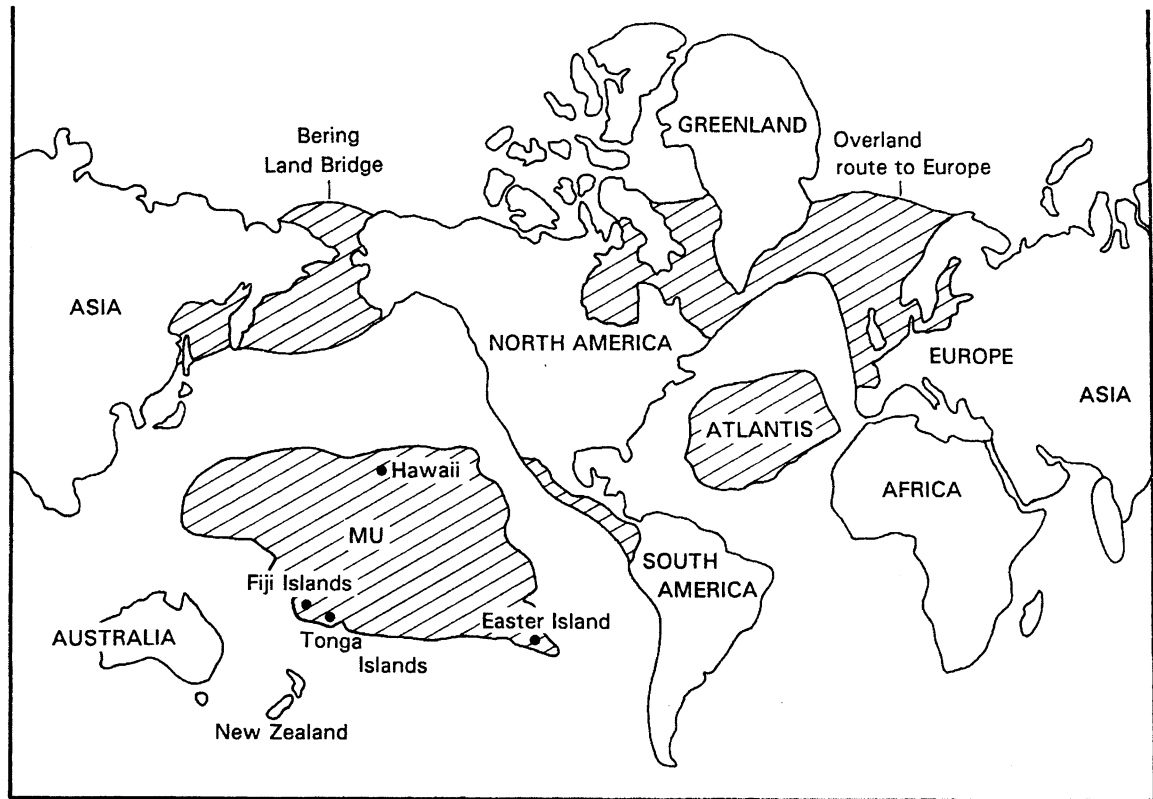 GREENLAND
Bering
Land Bridge
Overland
route to Europe
ASIA
NORTH AMERICA
EUROPE
ASIA
ATLANTIS
Hawaii
AFRICA
MU
SOUTH
AMERICA
Fiji Islands
Easter Island
AUSTRALIA
Tonga
Islands
New Zealand